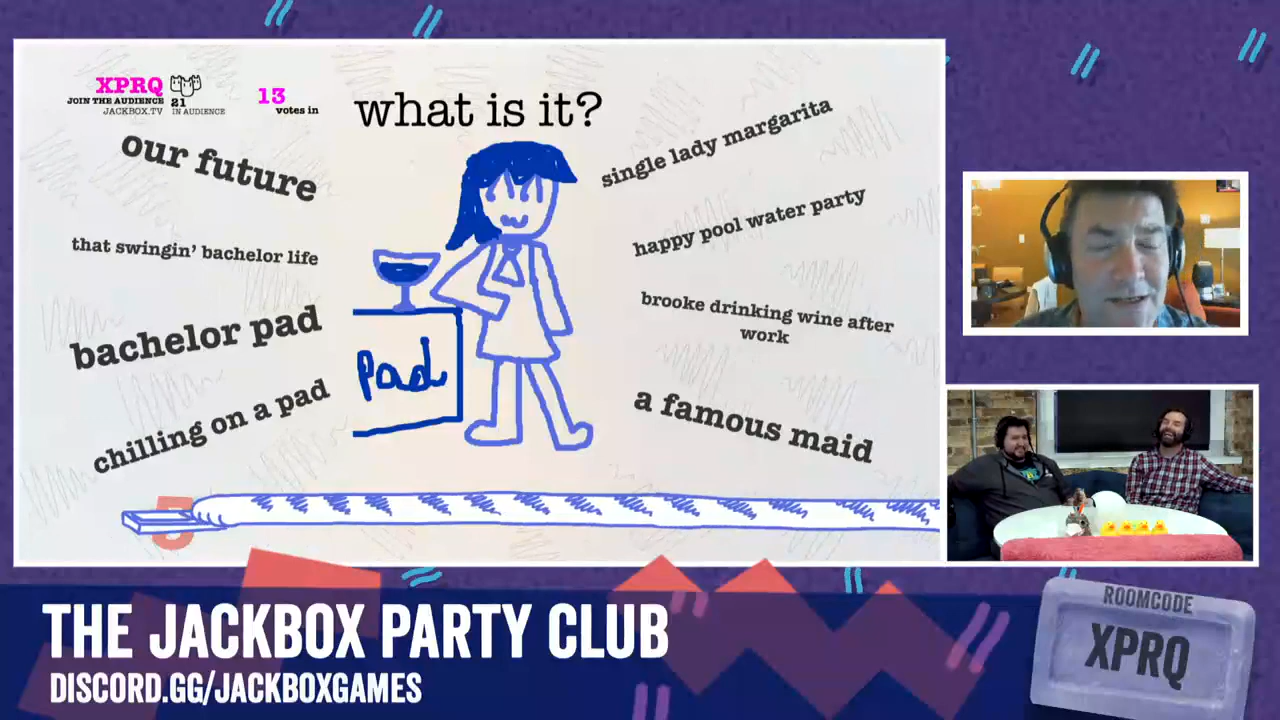 XPRQ
JOIN THE AUDIENCE
JACKBOX.TV
21
IN AUDIENCE
13
votes in
what is it?
our future
that swingin’ bachelor life
bachelor pad
chilling on a pad
single lady margarita
happy pool water party
brooke drinking wine after
work
a famous maid
pad
5
THE JACKBOX PARTY CLUB
DISCORD.GG/JACKBOXGAMES
ROOMCODE
XPRQ